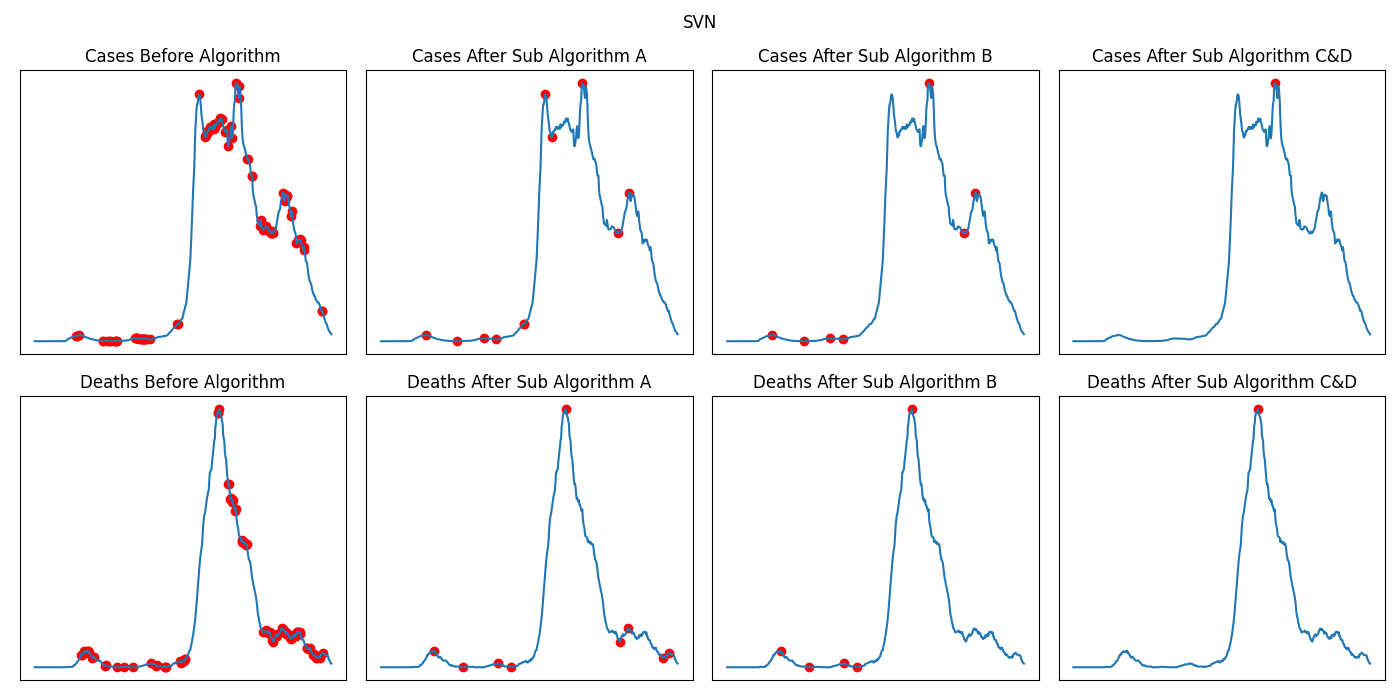 SVN
Cases Before Algorithm
Cases After Sub Algorithm A
Cases After Sub Algorithm B
Cases After Sub Algorithm C&D
Deaths Before Algorithm
Deaths After Sub Algorithm A
Deaths After Sub Algorithm B
Deaths After Sub Algorithm C&D